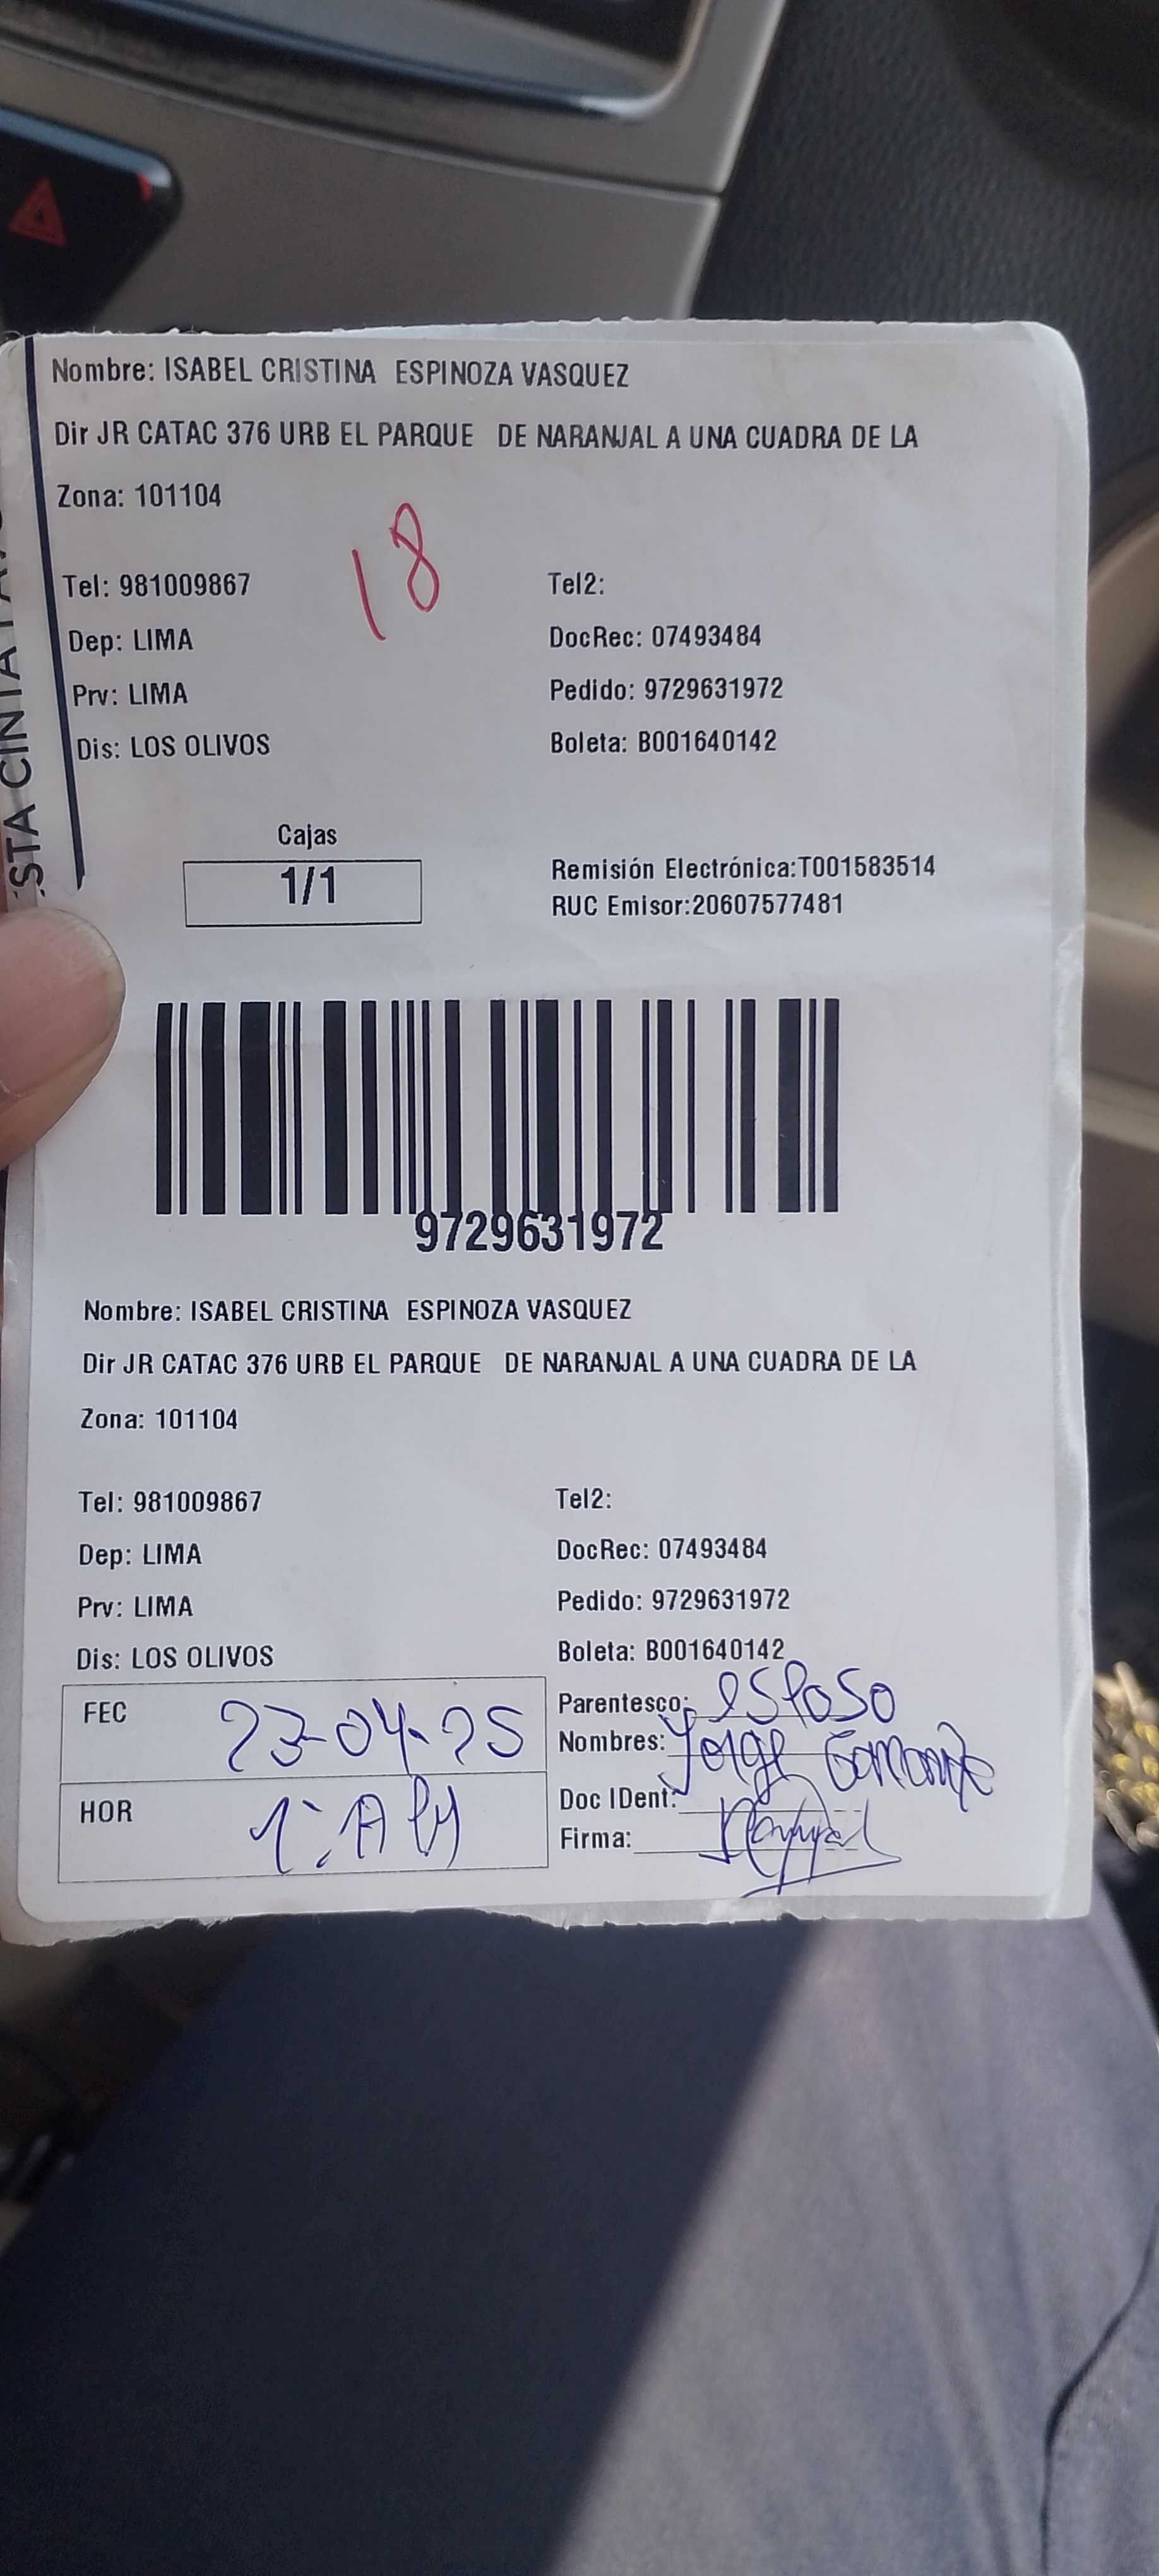 Nombre: ISABEL CRISTINA ESPINOZA VASQUEZ
Dir JR CATAC 376 URB EL PARQUE DE NARANJAL A UNA CUADRA DE LA
Zona: 101104
18
Tel: 981009867 Tel2:
Dep: LIMA DocRec: 07493484
Prv: LIMA Pedido: 9729631972
Dis: LOS OLIVOS Boleta: B001640142
Cajas
1/1
Remisión Electrónica:T001583514
RUC Emisor:20607577481
9729631972
Nombre: ISABEL CRISTINA ESPINOZA VASQUEZ
Dir JR CATAC 376 URB EL PARQUE DE NARANJAL A UNA CUADRA DE LA
Zona: 101104
Tel: 981009867 Tel2:
Dep: LIMA DocRec: 07493484
Prv: LIMA Pedido: 9729631972
Dis: LOS OLIVOS Boleta: B001640142
FEC 23-04-25
Parentesco: esposo
Nombres: Jorge
HOR
Doc IDent:
Firma:
CINTA